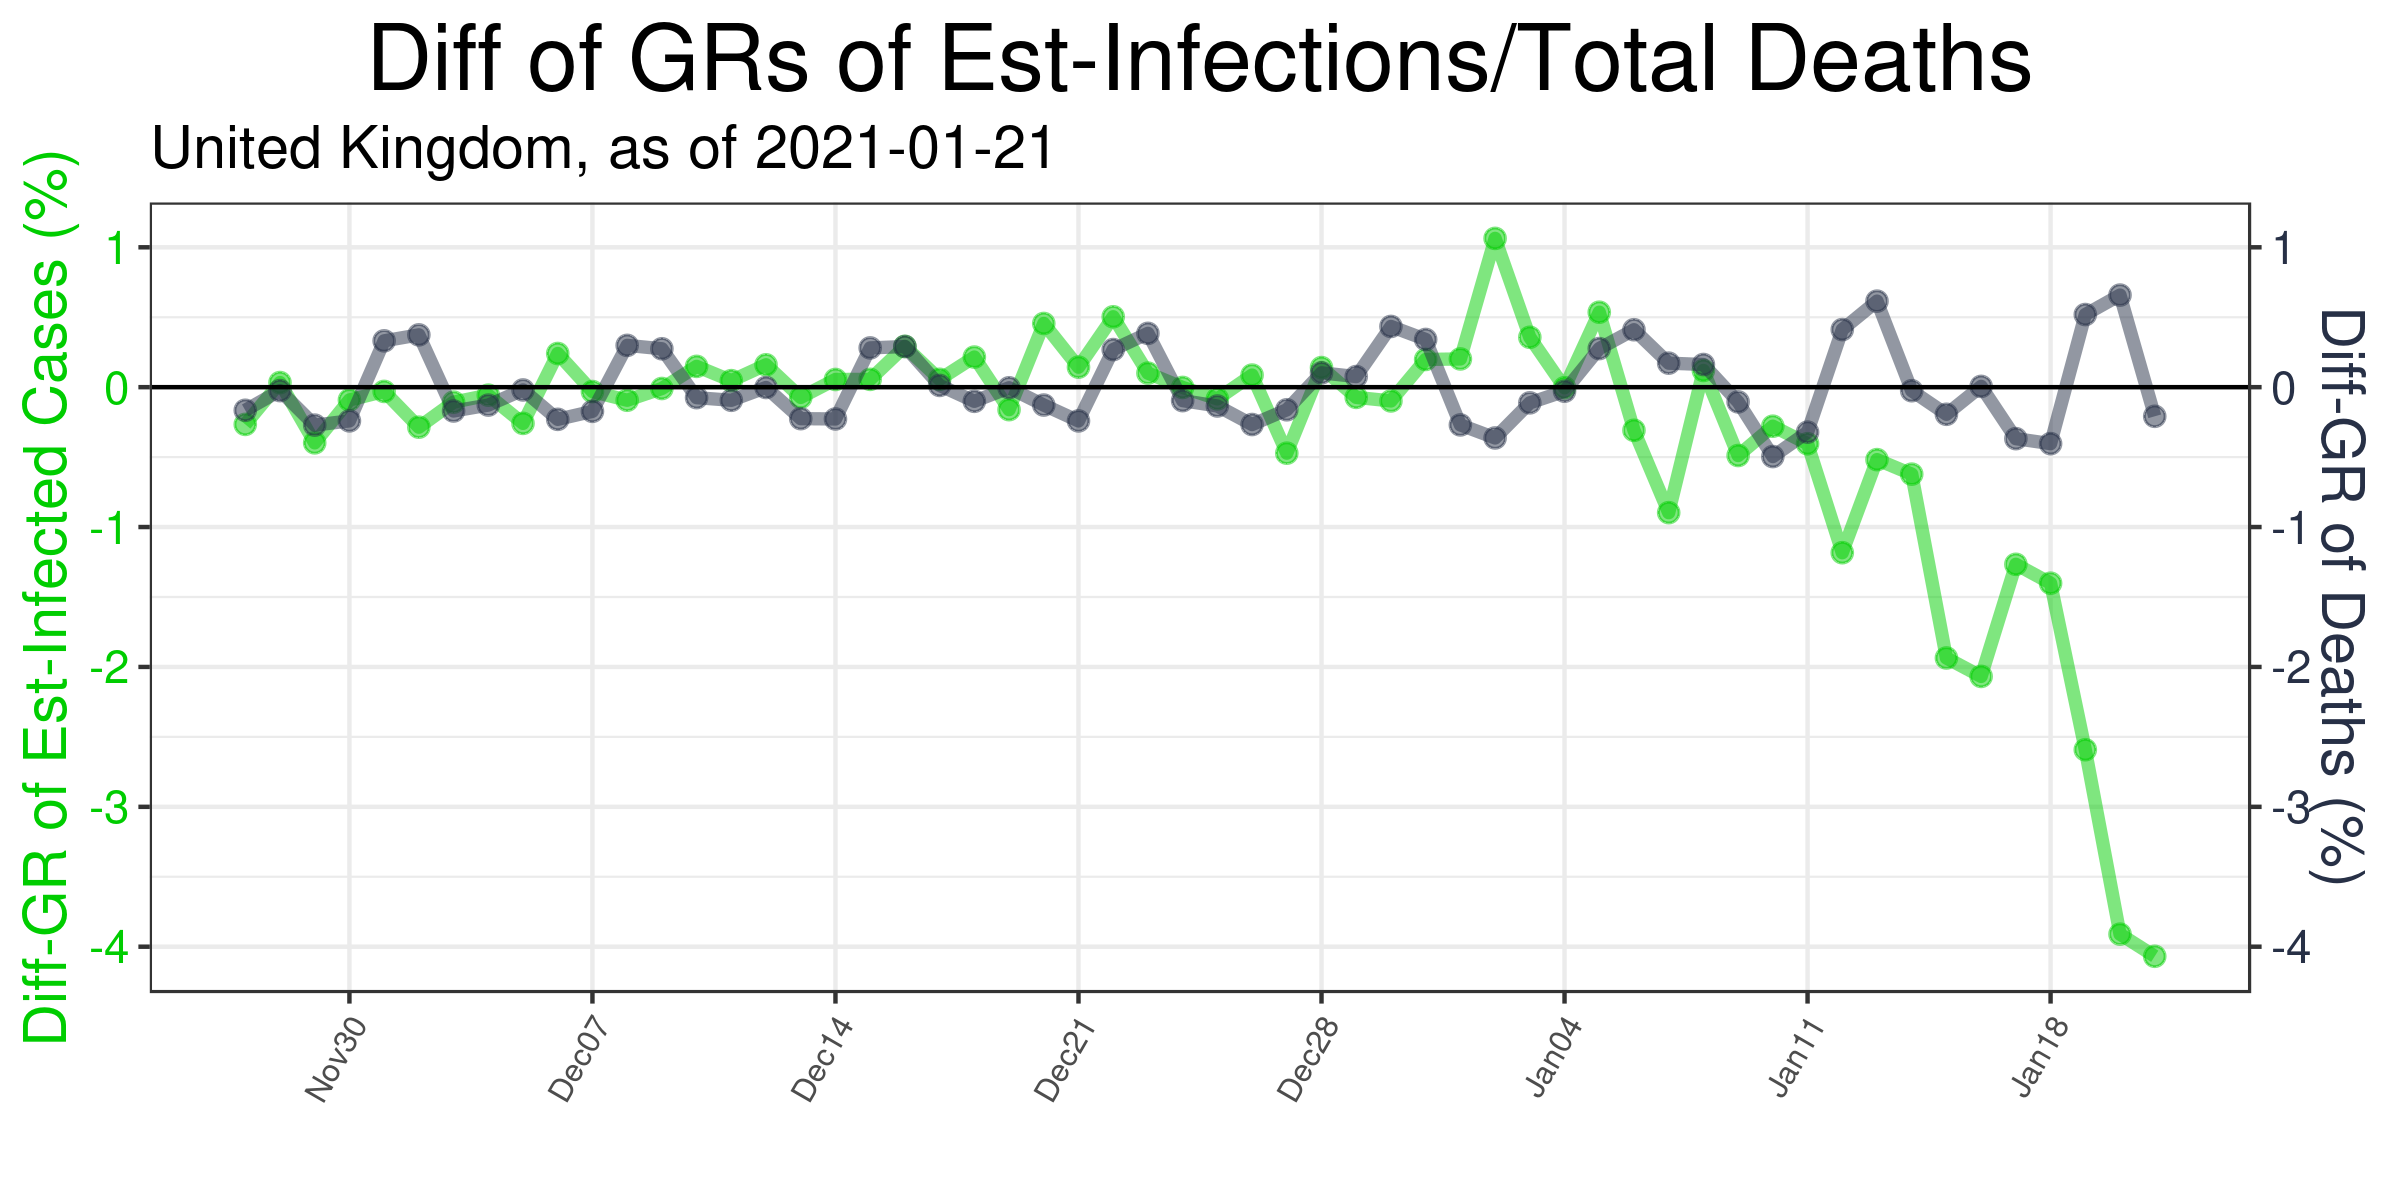 Diff of GRs of Est-Infections/Total Deaths
United Kingdom, as of 2021-01-21
Diff-GR of Est-Infected Cases (%)
1
0
-1
-2
-3
-4
1
0
-1
-2
-3
-4
Diff-GR of Deaths (%)
Nov30
Dec07
Dec14
Dec21
Dec28
Jan04
Jan11
Jan18